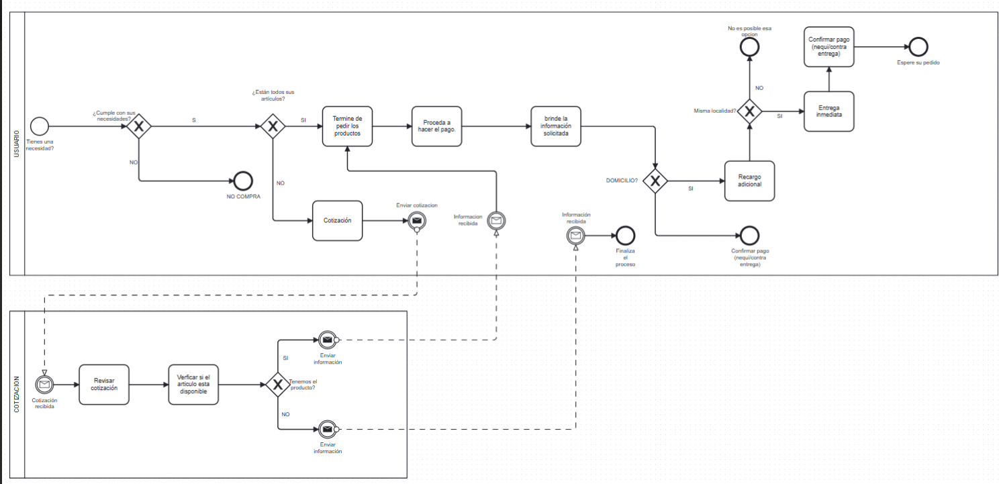 USUARIO
Tienes una
necesidad?
¿Cumple con sus
necesidades?
S
NO
NO COMPRA
¿Están todos sus
artículos?
SI
NO
Termine de
pedir los
productos
Proceda a
hacer el pago.
brinde la
información
solicitada
Cotización
Enviar cotizacion
Informacion
recibida
Información
recibida
Finaliza
el
proceso
DOMICILIO?
SI
Recargo
adicional
Confirmar pago
(nequi/contra
entrega)
Misma localidad?
NO
No es posible esa
opcion
SI
Entrega
inmediata
Confirmar pago
(nequi/contra
entrega)
Espere su pedido
COTIZACION
Cotización
recibida
Revisar
cotización
Verficar si el
articulo esta
disponible
Tenemos el
producto?
SI
Enviar
información
NO
Enviar
información